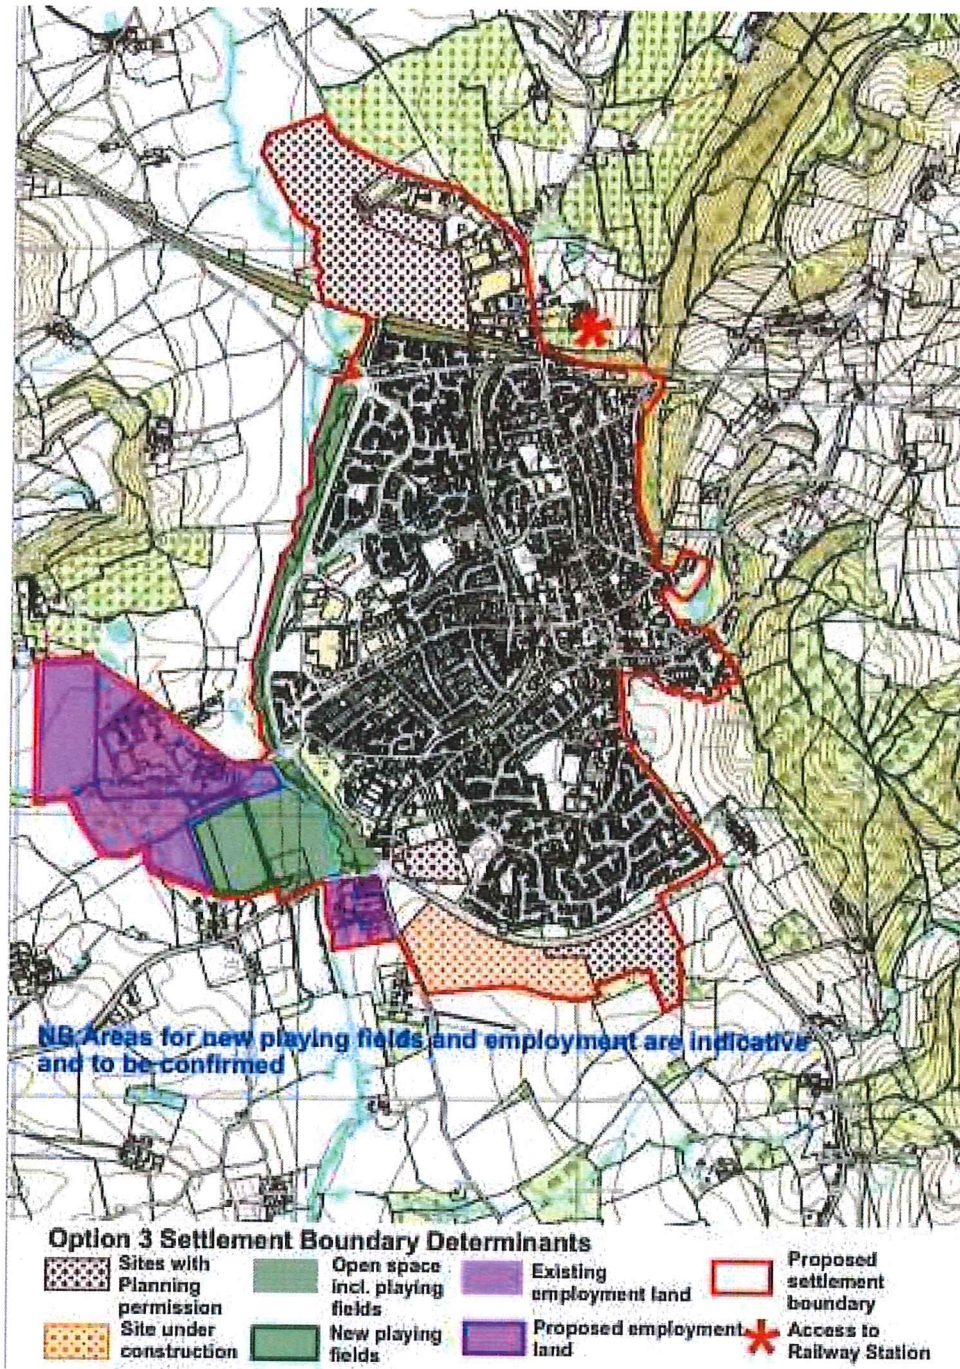 NB:Areas for new playing fields and employment are indicative
and to be confirmed
Option 3 Settlement Boundary Determinants
Sites with
Planning
permission
Open space
incl. playing
fields
Existing
employment land
Proposed
settlement
boundary
Site under
construction
New playing
fields
Proposed employment
land
Access to
Railway Station